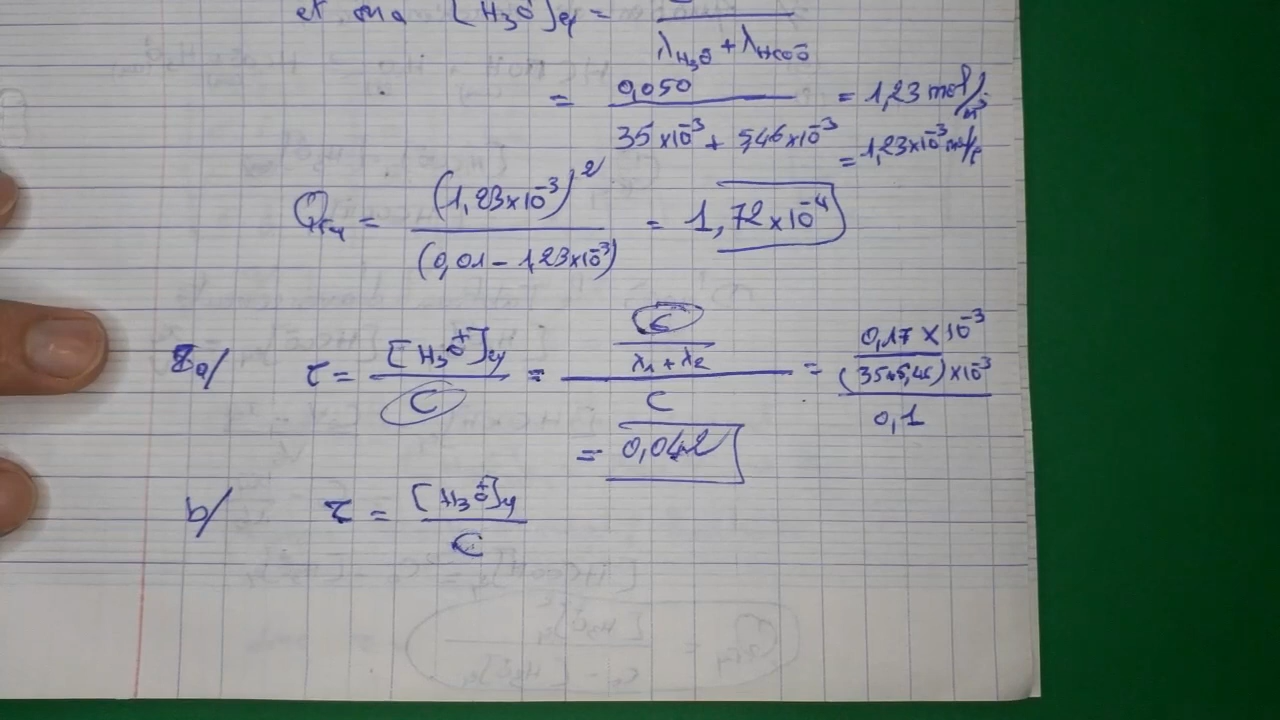 et on a [H₃O⁺]éq = ─────
λH₃O⁺ + λHCOO⁻
= 0,050 / (35×10⁻³ + 5,46×10⁻³) = 1,23 mol/m³
= 1,23×10⁻³ mol/l
Qr,éq = (1,23×10⁻³)² / (0,01 - 1,23×10⁻³) = 1,72×10⁻⁴
τ = [H₃O⁺]éq / C = (σ / (λ₁+λ₂)) / C = (0,17×10⁻³ / ((35+5,46)×10⁻³)) / 0,1
= 0,042
τ = [H₃O⁺]éq / C